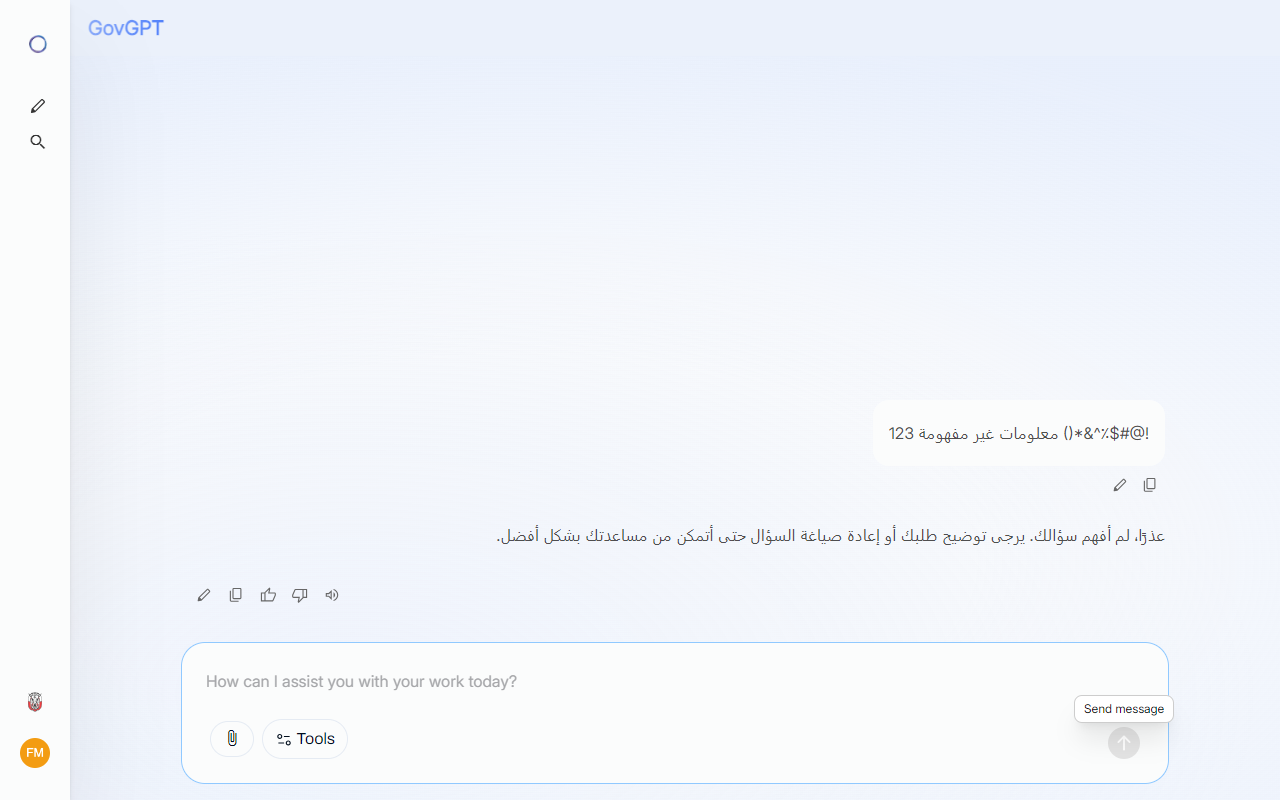 GovGPT
!@#$٪^&*() معلومات غير مفهومة 123
عذرًا، لم أفهم سؤالك. يرجى توضيح طلبك أو إعادة صياغة السؤال حتى أتمكن من مساعدتك بشكل أفضل.
How can I assist you with your work today?
Send message
Tools
FM